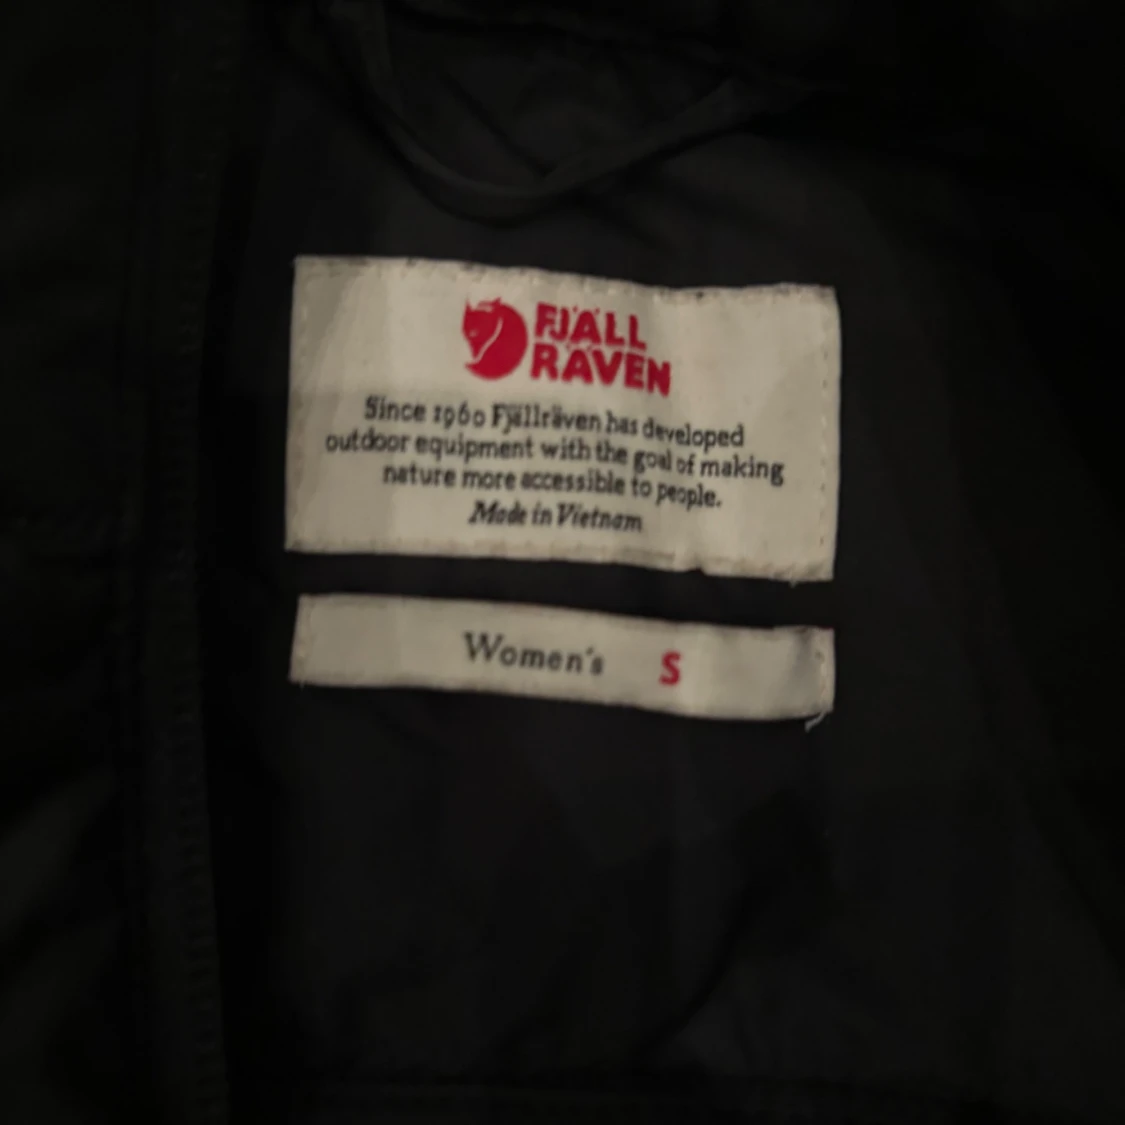 FJÄLL
RÄVEN
Since 1960 Fjällräven has developed
outdoor equipment with the goal of making
nature more accessible to people.
Made in Vietnam
Women's S